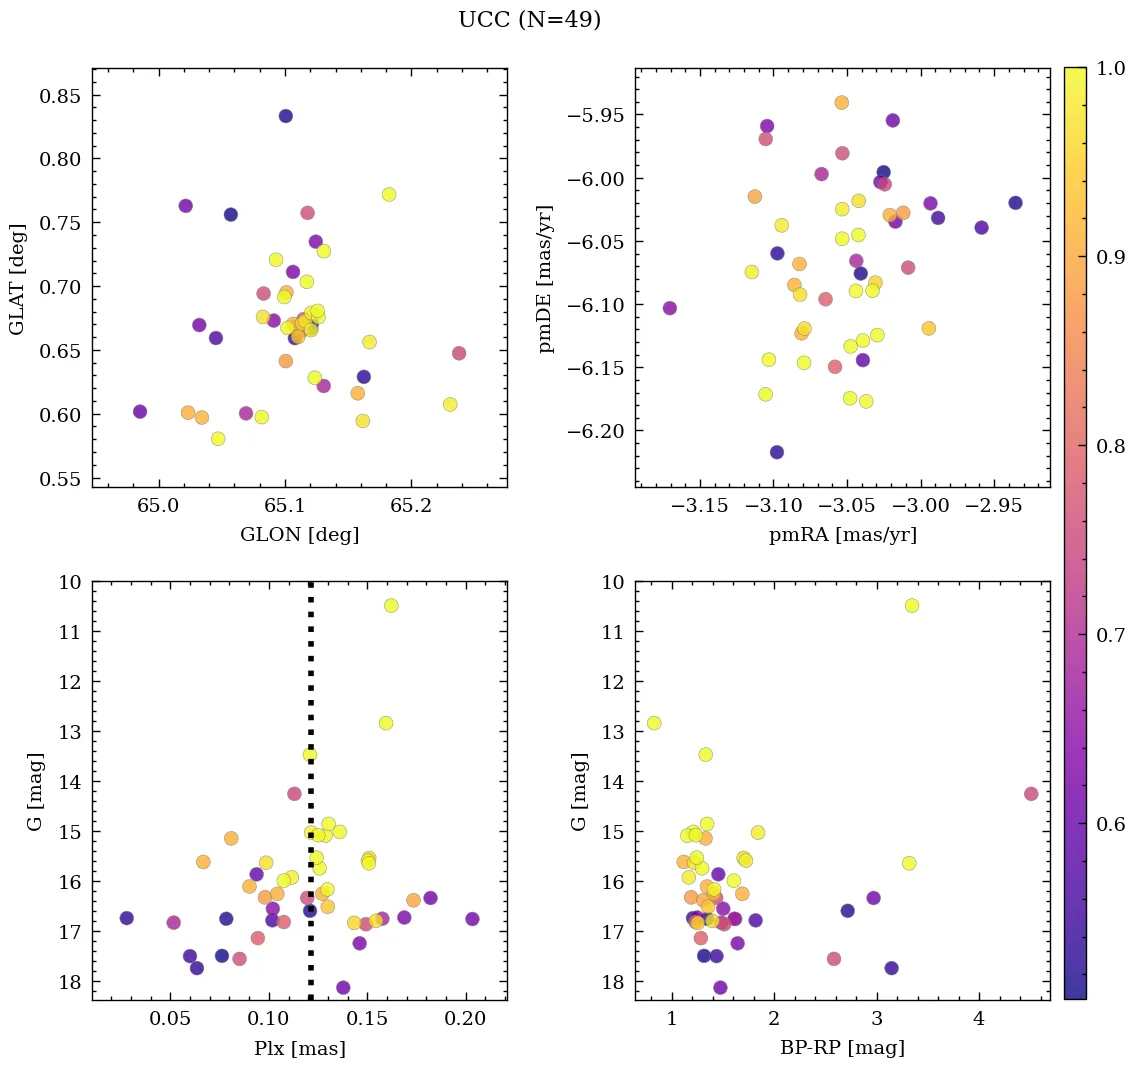 UCC (N=49)
0.85
0.80
0.75
0.70
0.65
0.60
0.55
GLAT [deg]
65.0 65.1 65.2
GLON [deg]
−5.95
−6.00
−6.05
−6.10
−6.15
−6.20
pmDE [mas/yr]
−3.15 −3.10 −3.05 −3.00 −2.95
pmRA [mas/yr]
1.0
0.9
0.8
0.7
0.6
10
11
12
13
14
15
16
17
18
G [mag]
0.05 0.10 0.15 0.20
Plx [mas]
10
11
12
13
14
15
16
17
18
G [mag]
1 2 3 4
BP-RP [mag]